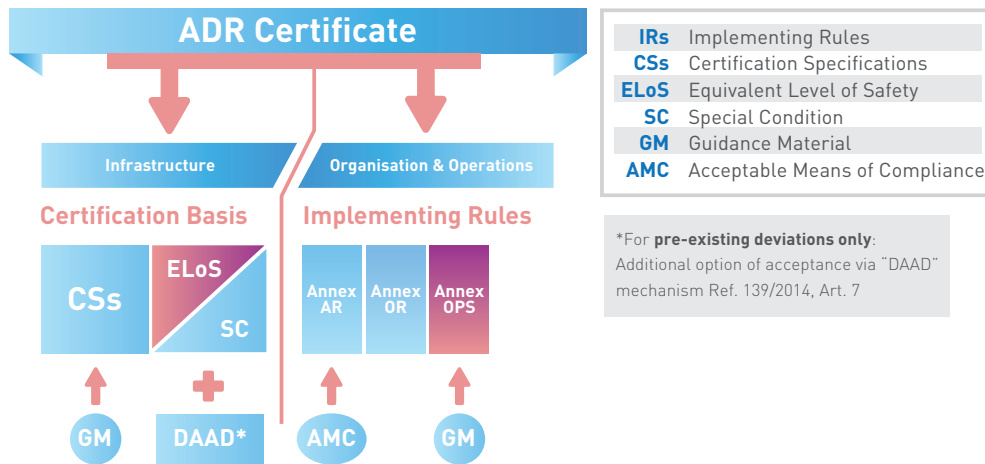 ADR Certificate
Infrastructure
Organisation & Operations
Certification Basis
Implementing Rules
CSs
ELoS
SC
Annex
AR
Annex
OR
Annex
OPS
GM
DAAD*
AMC
GM
IRs Implementing Rules
CSs Certification Specifications
ELoS Equivalent Level of Safety
SC Special Condition
GM Guidance Material
AMC Acceptable Means of Compliance
*For pre-existing deviations only:
Additional option of acceptance via “DAAD”
mechanism Ref. 139/2014, Art. 7